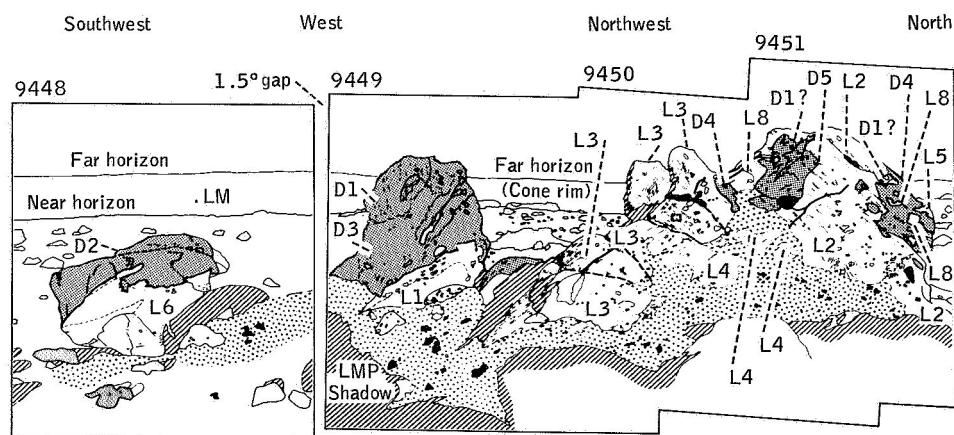 Southwest West Northwest North
9448 1.5° gap 9449 9450 9451
D1? D5 L2 D4 L8
L3 L3 L3 D4 L8 D1? L5
Far horizon
D1
Far horizon
(Cone rim)
Near horizon
LM
D3
D2
L3
L4
L2
L6
L1
L3
L8
L2
LMP
Shadow
L4
L4